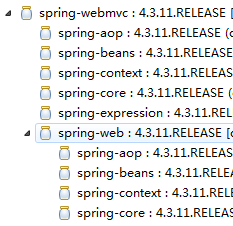 spring-webmvc : 4.3.11.RELEASE [
spring-aop : 4.3.11.RELEASE (
spring-beans : 4.3.11.RELEASE
spring-context : 4.3.11.RELEA
spring-core : 4.3.11.RELEASE (
spring-expression : 4.3.11.REL
spring-web : 4.3.11.RELEASE [
spring-aop : 4.3.11.RELEAS
spring-beans : 4.3.11.RELE
spring-context : 4.3.11.REL
spring-core : 4.3.11.RELEA